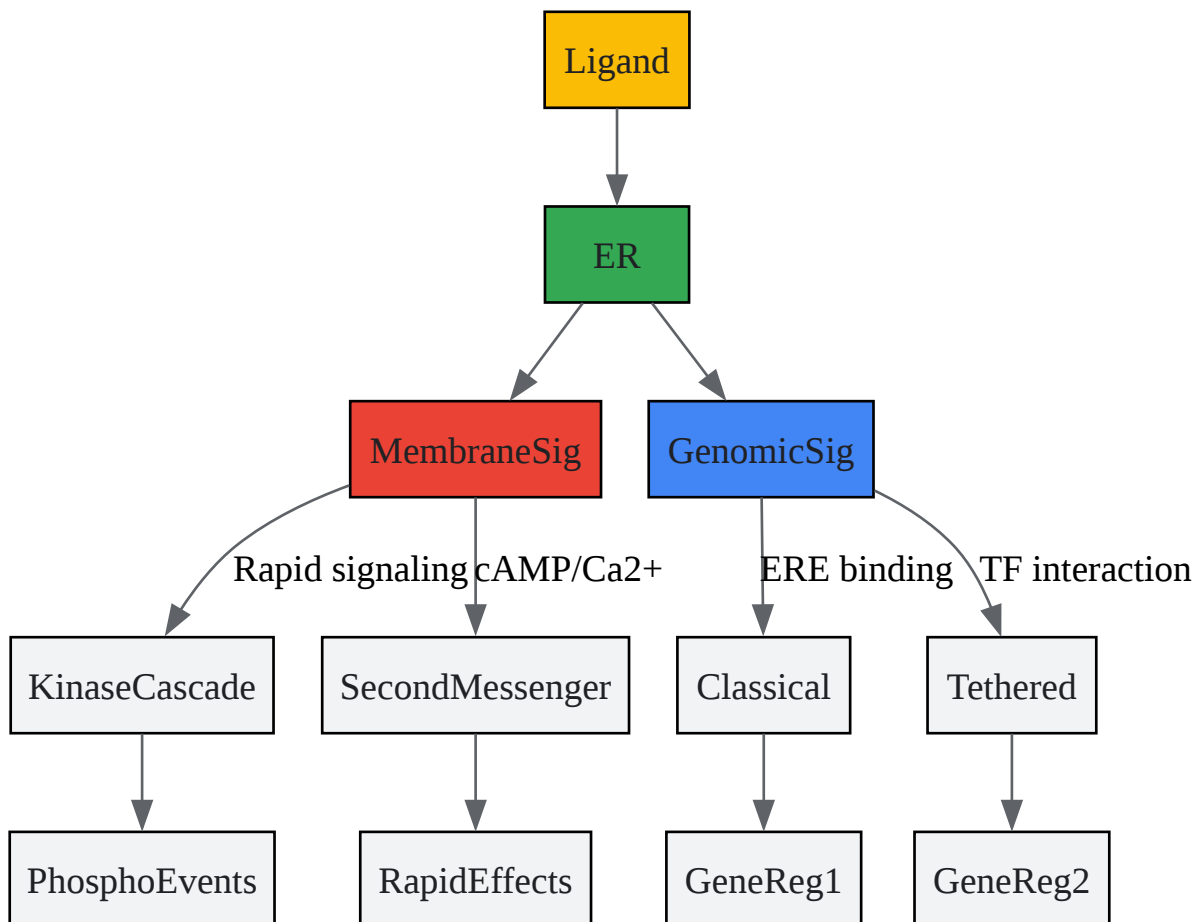 Ligand
ER
MembraneSig
GenomicSig
Rapid signaling
cAMP/Ca2+
ERE binding
TF interaction
KinaseCascade
SecondMessenger
Classical
Tethered
PhosphoEvents
RapidEffects
GeneReg1
GeneReg2